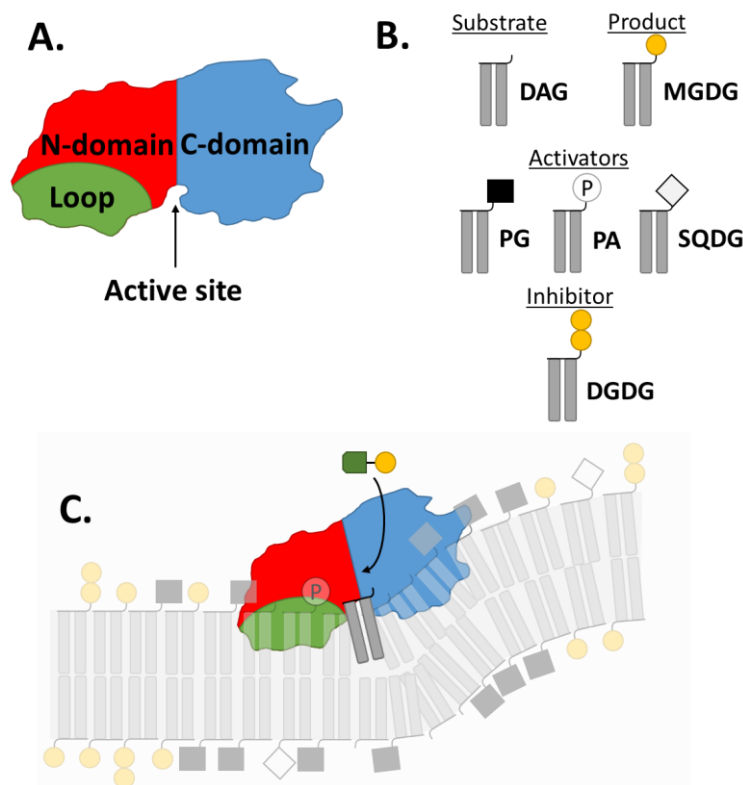 A.
N-domain C-domain
Loop
Active site
B.
Substrate Product
DAG MGDG
Activators
P
PG PA SQDG
Inhibitor
DGDG
C.
P